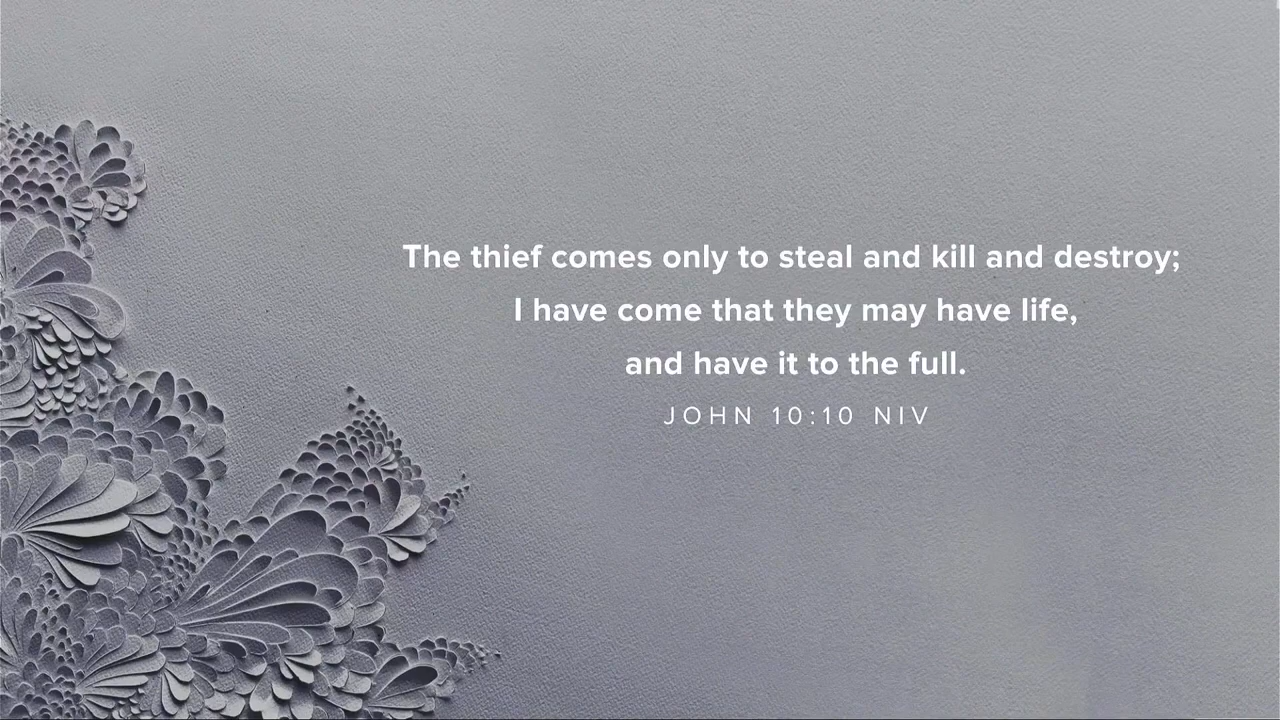 The thief comes only to steal and kill and destroy;
I have come that they may have life,
and have it to the full.
JOHN 10:10 NIV